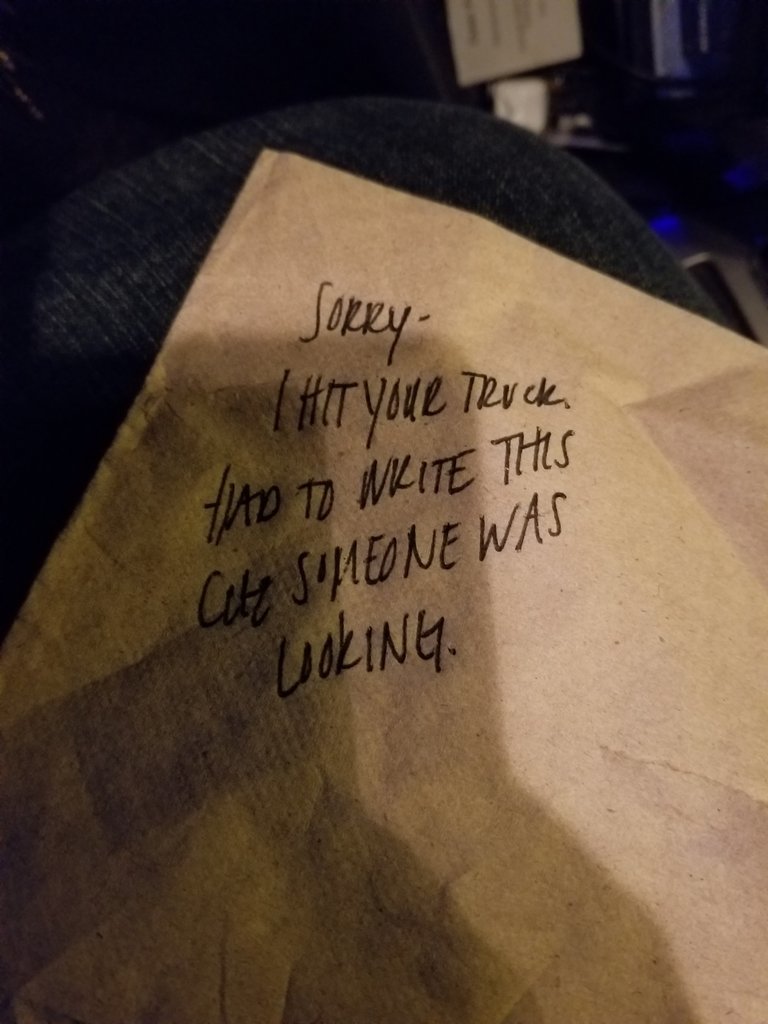 SORRY-
I HIT YOUR TRUCK.
HAD TO WRITE THIS
CUZ SOMEONE WAS
LOOKING.